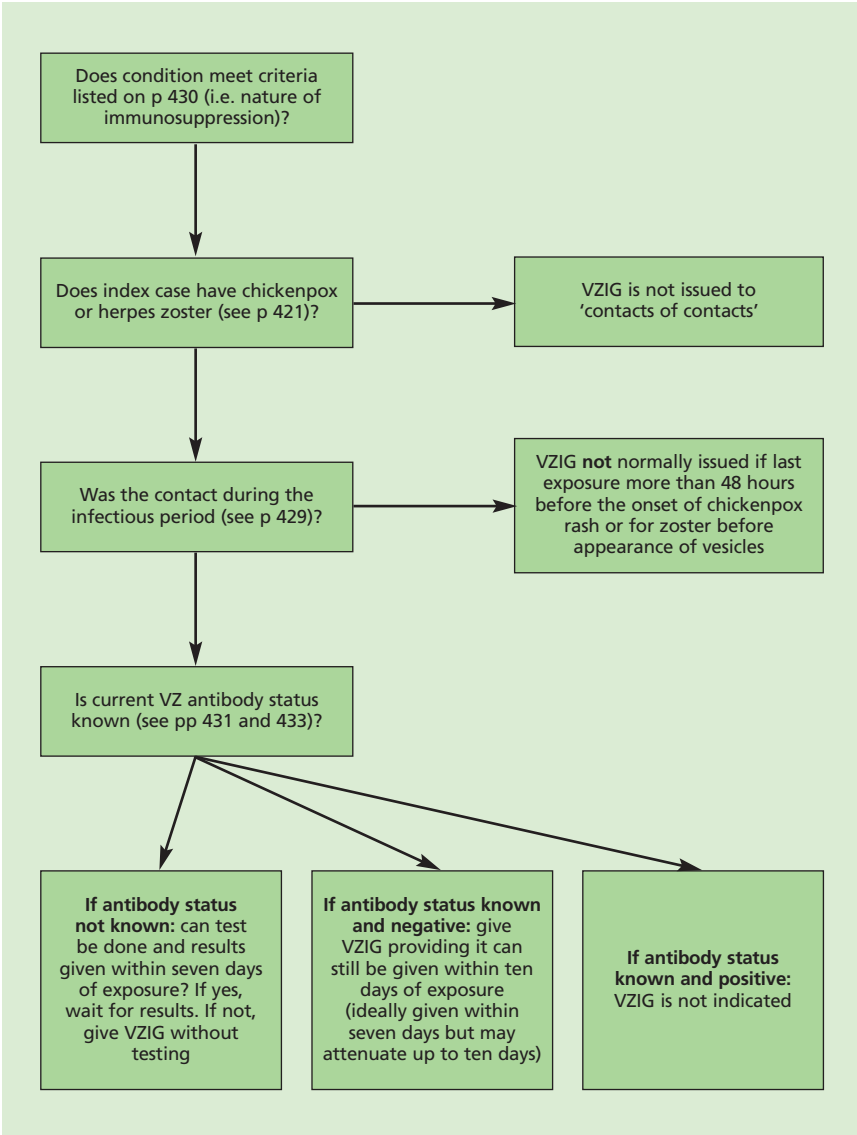 Does condition meet criteria
listed on p 430 (i.e. nature of
immunosuppression)?
Does index case have chickenpox
or herpes zoster (see p 421)?
VZIG is not issued to
‘contacts of contacts’
Was the contact during the
infectious period (see p 429)?
VZIG not normally issued if last
exposure more than 48 hours
before the onset of chickenpox
rash or for zoster before
appearance of vesicles
Is current VZ antibody status
known (see pp 431 and 433)?
If antibody status
not known: can test
be done and results
given within seven days
of exposure? If yes,
wait for results. If not,
give VZIG without
testing
If antibody status known
and negative: give
VZIG providing it can
still be given within ten
days of exposure
(ideally given within
seven days but may
attenuate up to ten days)
If antibody status
known and positive:
VZIG is not indicated